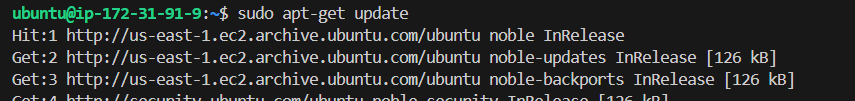 ubuntu@ip-172-31-91-9:~$ sudo apt-get update
Hit:1 http://us-east-1.ec2.archive.ubuntu.com/ubuntu noble InRelease
Get:2 http://us-east-1.ec2.archive.ubuntu.com/ubuntu noble-updates InRelease [126 kB]
Get:3 http://us-east-1.ec2.archive.ubuntu.com/ubuntu noble-backports InRelease [126 kB]
Get:4 http://security.ubuntu.com/ubuntu noble-security InRelease [126 kB]